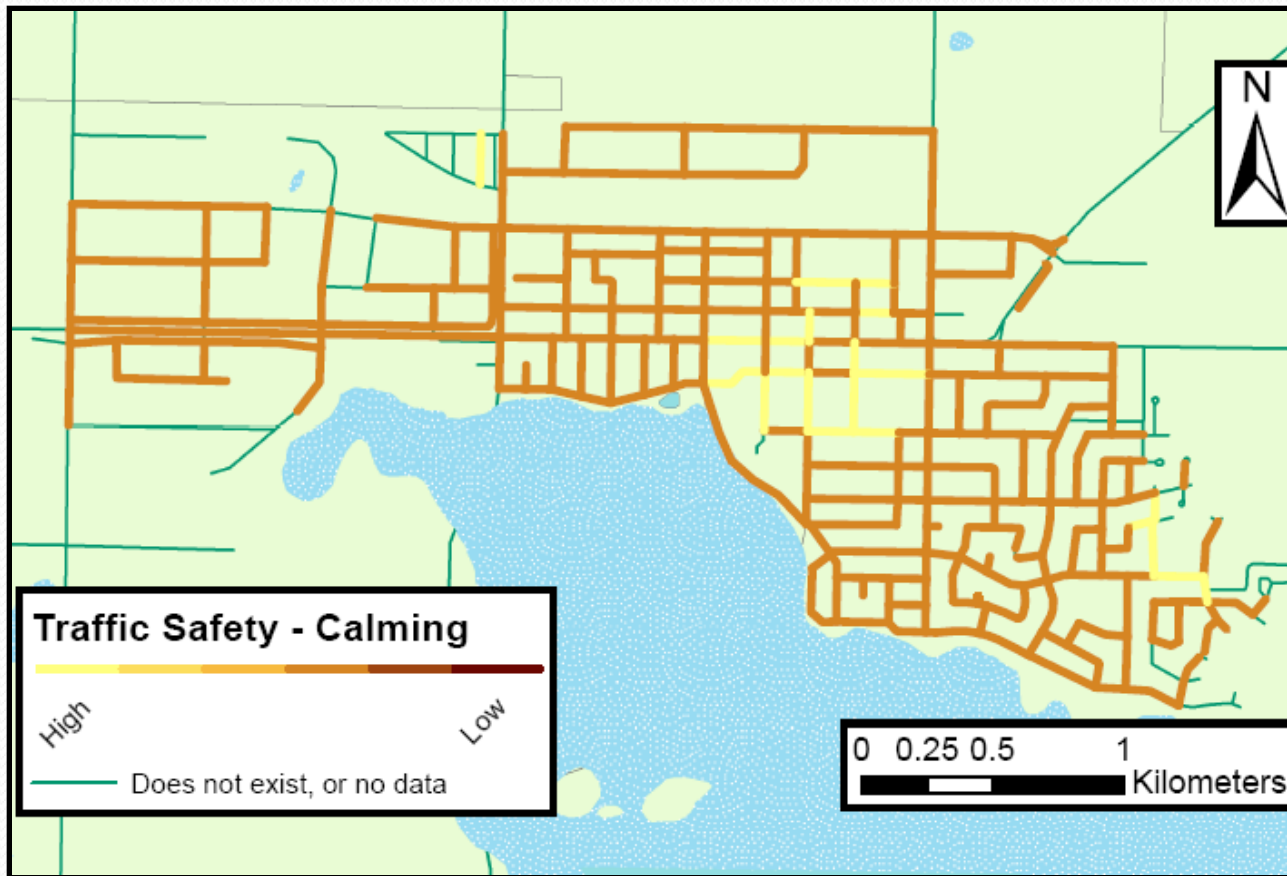 N
Traffic Safety - Calming
High
Low
Does not exist, or no data
0 0.25 0.5 1
Kilometers